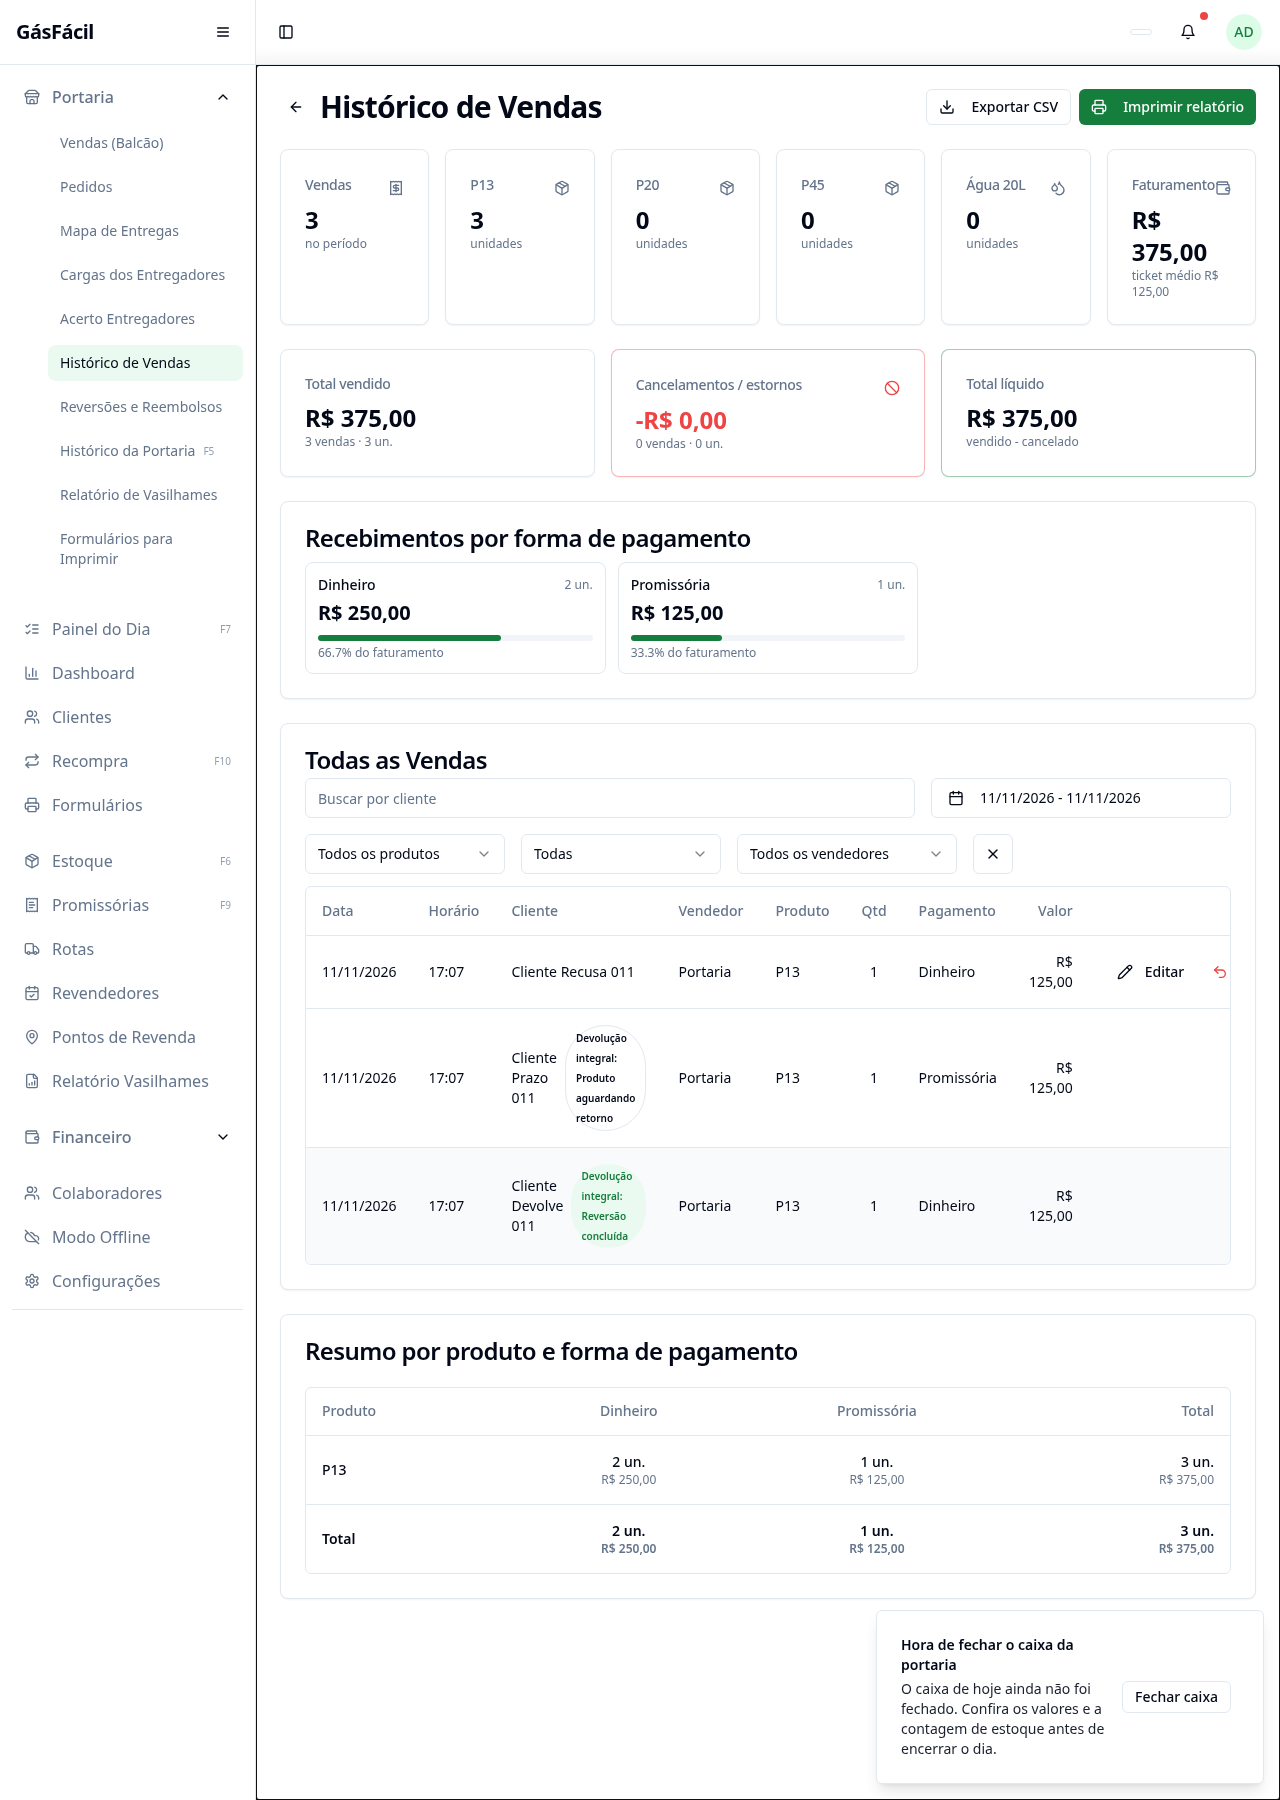 GásFácil
AD
Portaria
Vendas (Balcão)
Pedidos
Mapa de Entregas
Cargas dos Entregadores
Acerto Entregadores
Histórico de Vendas
Reversões e Reembolsos
Histórico da Portaria F5
Relatório de Vasilhames
Formulários para
Imprimir
Painel do Dia F7
Dashboard
Clientes
Recompra F10
Formulários
Estoque F6
Promissórias F9
Rotas
Revendedores
Pontos de Revenda
Relatório Vasilhames
Financeiro
Colaboradores
Modo Offline
Configurações
Histórico de Vendas
Exportar CSV
Imprimir relatório
Vendas
3
no período
P13
3
unidades
P20
0
unidades
P45
0
unidades
Água 20L
0
unidades
Faturamento
R$
375,00
ticket médio R$
125,00
Total vendido
R$ 375,00
3 vendas · 3 un.
Cancelamentos / estornos
-R$ 0,00
0 vendas · 0 un.
Total líquido
R$ 375,00
vendido - cancelado
Recebimentos por forma de pagamento
Dinheiro 2 un.
R$ 250,00
66.7% do faturamento
Promissória 1 un.
R$ 125,00
33.3% do faturamento
Todas as Vendas
Buscar por cliente
11/11/2026 - 11/11/2026
Todos os produtos
Todas
Todos os vendedores
Data Horário Cliente Vendedor Produto Qtd Pagamento Valor
11/11/2026 17:07 Cliente Recusa 011 Portaria P13 1 Dinheiro R$
125,00
Editar
11/11/2026 17:07
Cliente
Prazo
011
Devolução
integral:
Produto
aguardando
retorno
Portaria P13 1 Promissória R$
125,00
11/11/2026 17:07
Cliente
Devolve
011
Devolução
integral:
Reversão
concluída
Portaria P13 1 Dinheiro R$
125,00
Resumo por produto e forma de pagamento
Produto Dinheiro Promissória Total
P13 2 un. 1 un. 3 un.
R$ 250,00 R$ 125,00 R$ 375,00
Total 2 un. 1 un. 3 un.
R$ 250,00 R$ 125,00 R$ 375,00
Hora de fechar o caixa da
portaria
O caixa de hoje ainda não foi
fechado. Confira os valores e a
contagem de estoque antes de
encerrar o dia.
Fechar caixa